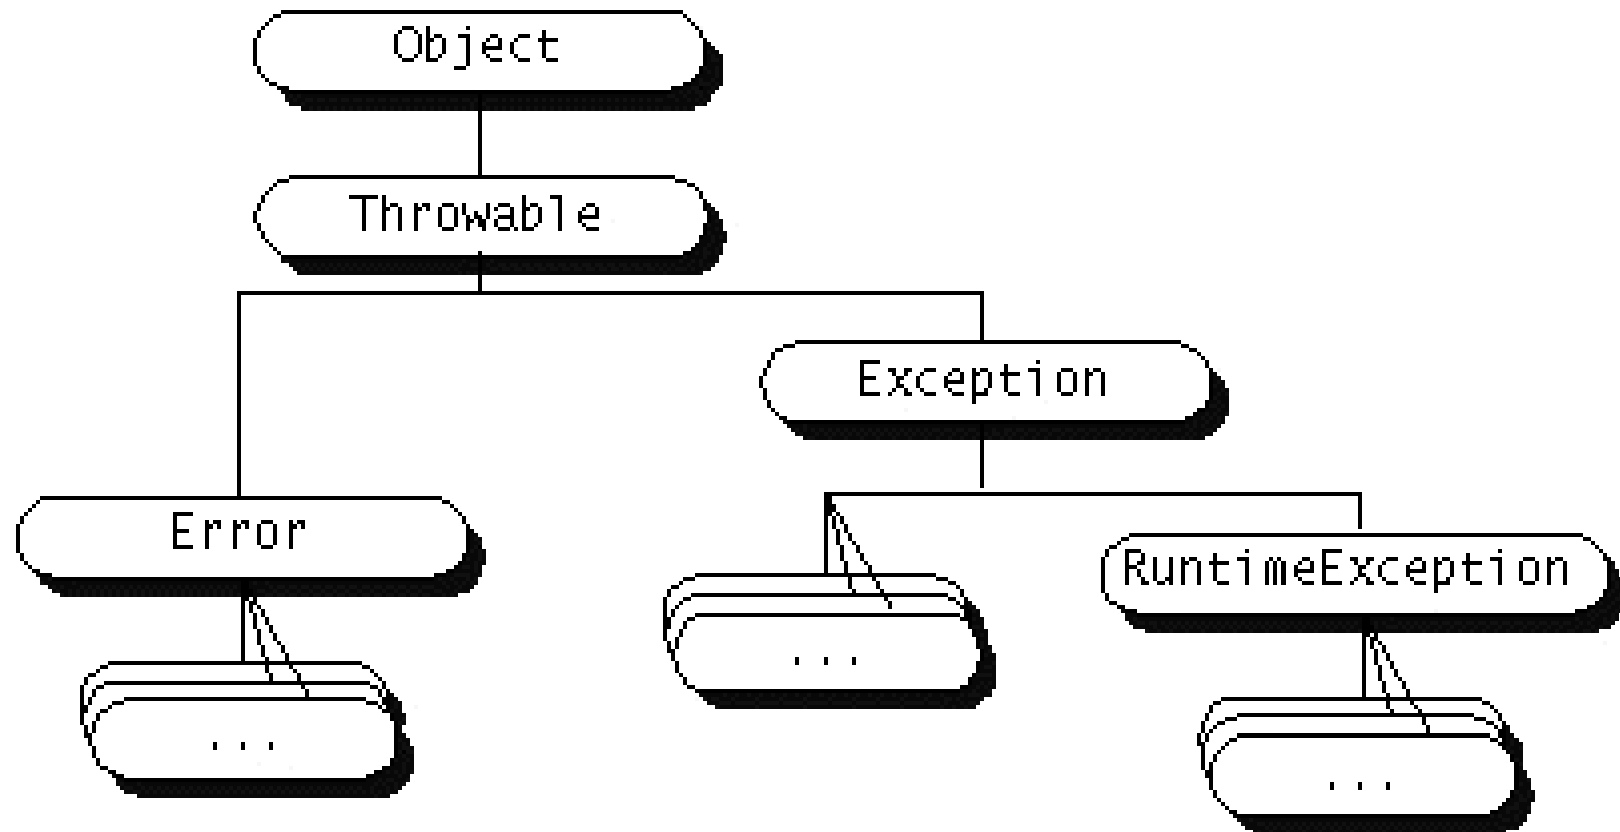 Object
Throwable
Exception
Error
RuntimeException
...
...
...